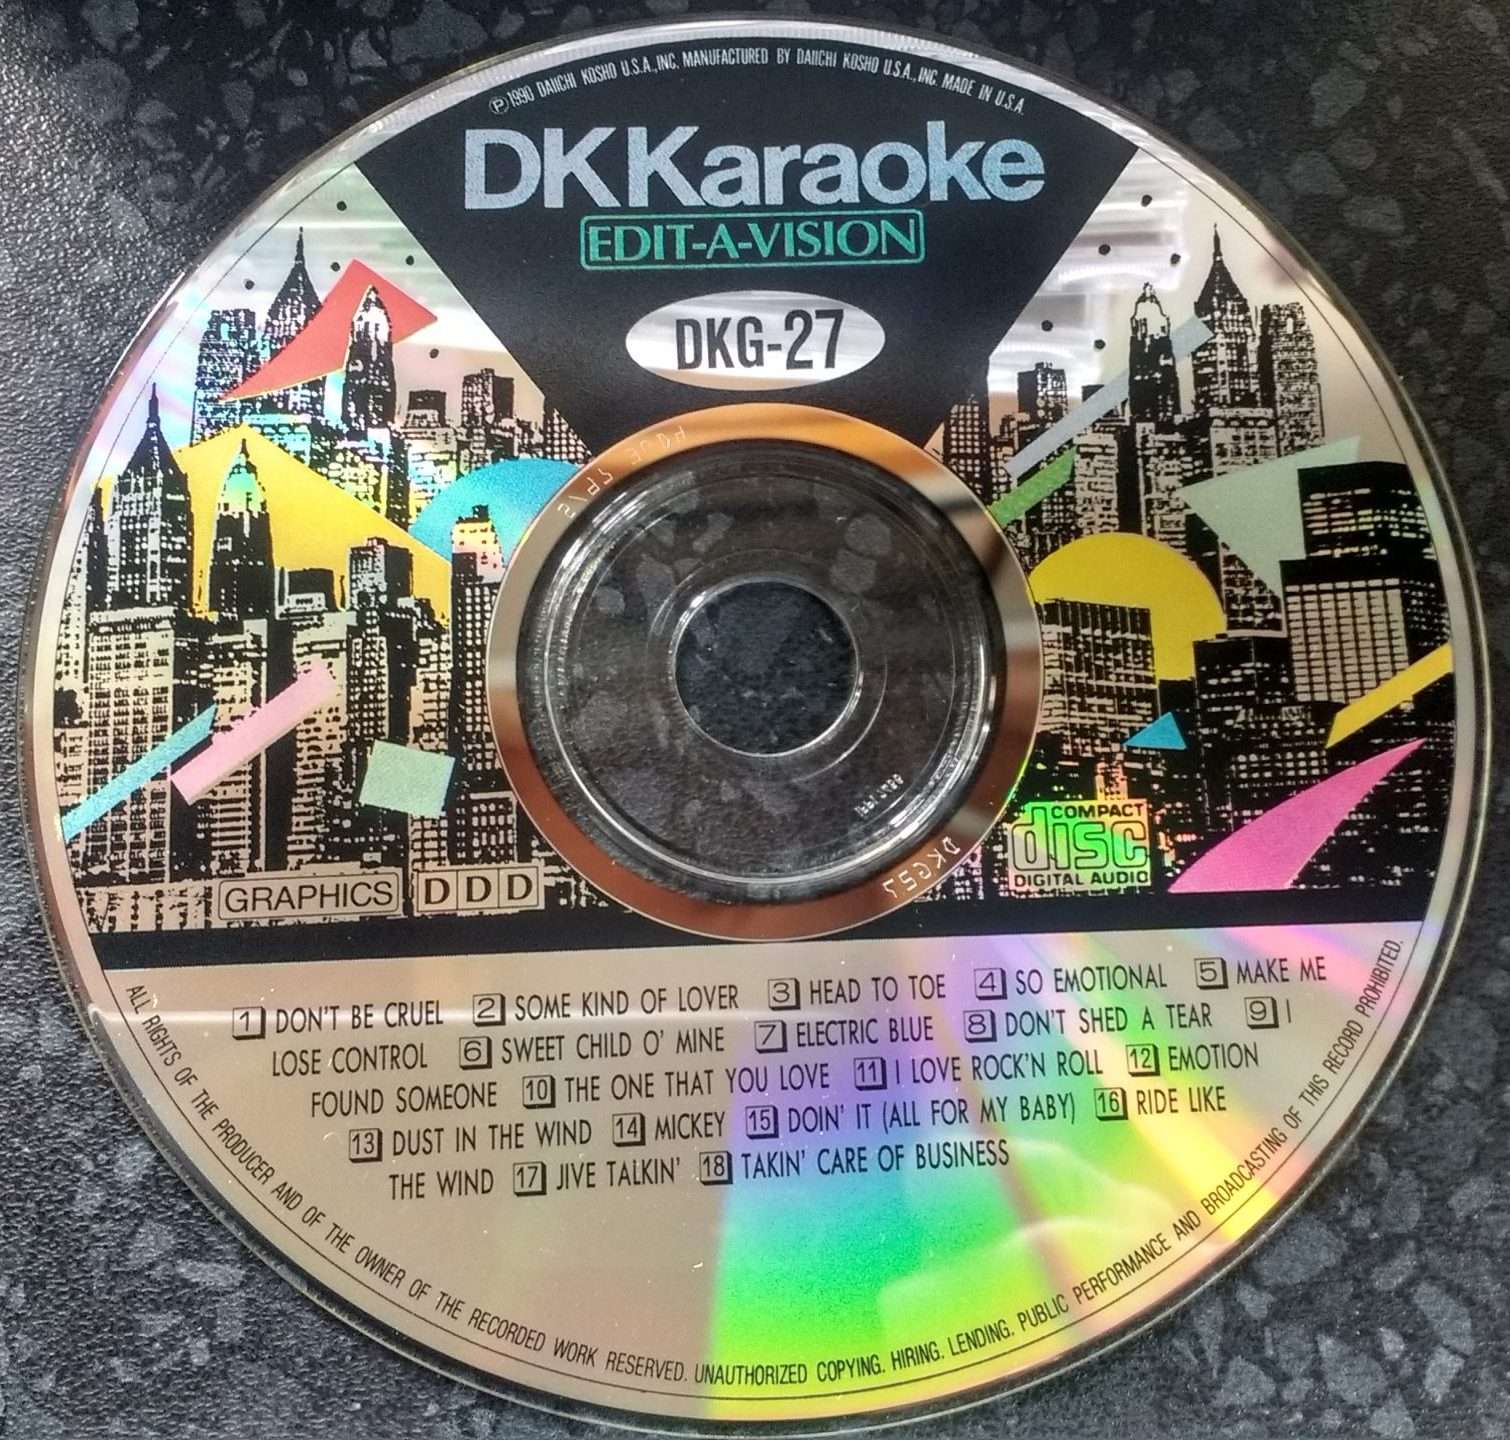 ℗1990 DAIICHI KOSHO U.S.A., INC. MANUFACTURED BY DAIICHI KOSHO U.S.A., INC. MADE IN U.S.A.
DKKaraoke
EDIT-A-VISION
DKG-27
GRAPHICS DDD
COMPACT
disc
DIGITAL AUDIO
1 DON'T BE CRUEL 2 SOME KIND OF LOVER 3 HEAD TO TOE 4 SO EMOTIONAL 5 MAKE ME
LOSE CONTROL 6 SWEET CHILD O' MINE 7 ELECTRIC BLUE 8 DON'T SHED A TEAR 9 I
FOUND SOMEONE 10 THE ONE THAT YOU LOVE 11 I LOVE ROCK'N ROLL 12 EMOTION
13 DUST IN THE WIND 14 MICKEY 15 DOIN' IT (ALL FOR MY BABY) 16 RIDE LIKE
THE WIND 17 JIVE TALKIN' 18 TAKIN' CARE OF BUSINESS
ALL RIGHTS OF THE PRODUCER AND OF THE OWNER OF THE RECORDED WORK RESERVED. UNAUTHORIZED COPYING. HIRING. LENDING. PUBLIC PERFORMANCE AND BROADCASTING OF THIS RECORD PROHIBITED.